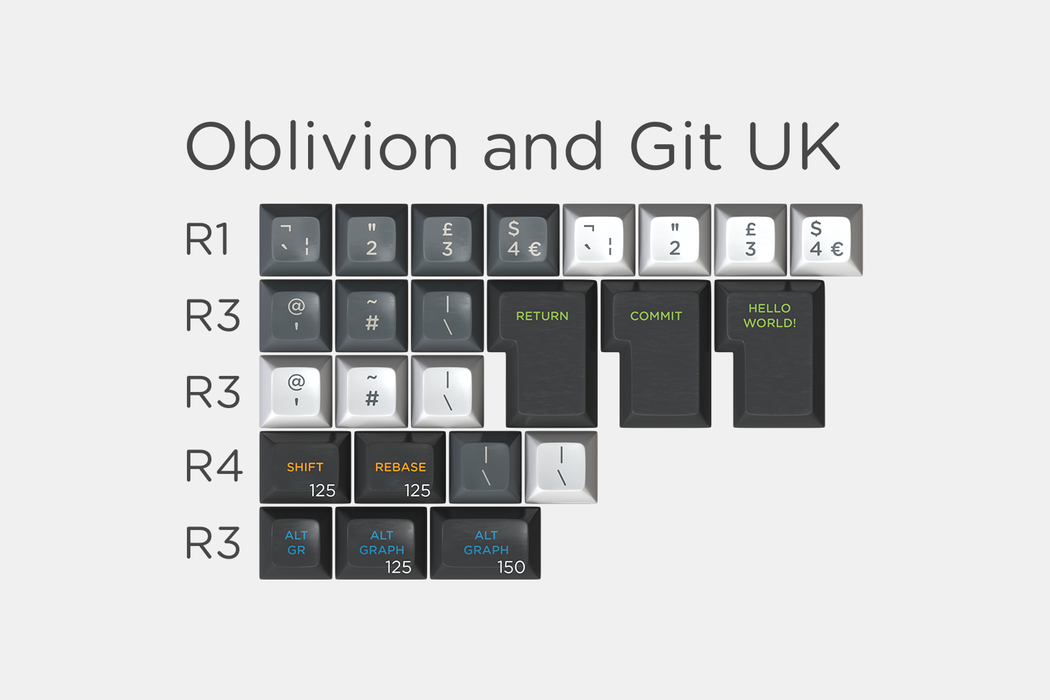 Oblivion and Git UK
R1 ¬ ` ¦ " 2 £ 3 $ 4 € ¬ ` ¦ " 2 £ 3 $ 4 €
R3 @ ' ~ # | \ RETURN COMMIT HELLO WORLD!
R3 @ ' ~ # | \
R4 SHIFT 125 REBASE 125 | \ | \
R3 ALT GR ALT GRAPH 125 ALT GRAPH 150